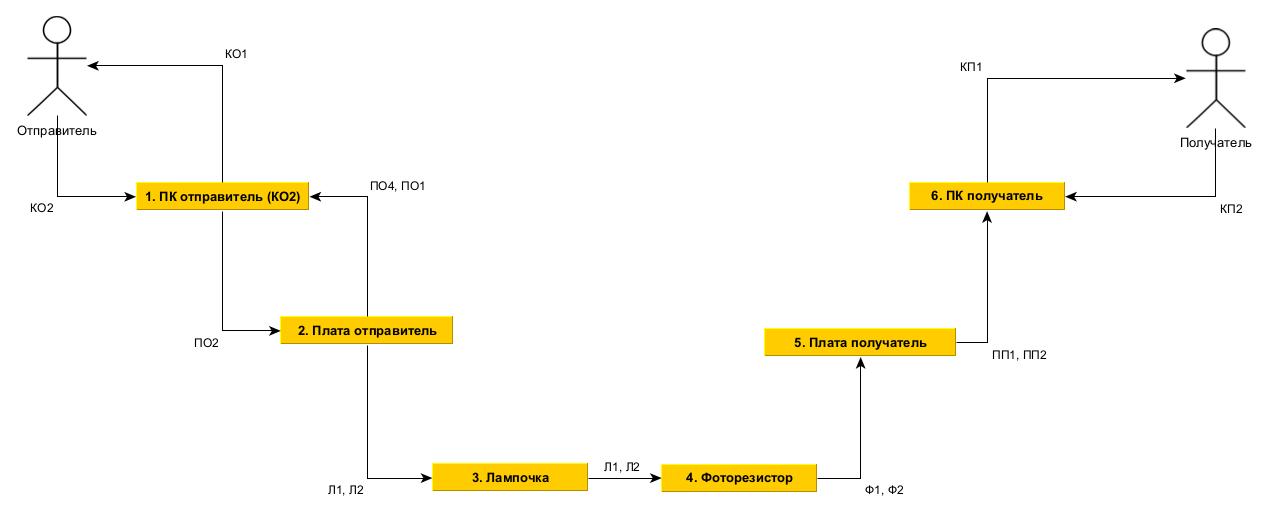 КО1
КП1
Отправитель
Получатель
ПО4, ПО1
1. ПК отправитель (КО2)
6. ПК получатель
КО2
КП2
2. Плата отправитель
ПО2
5. Плата получатель
ПП1, ПП2
Л1, Л2
3. Лампочка
4. Фоторезистор
Л1, Л2
Ф1, Ф2